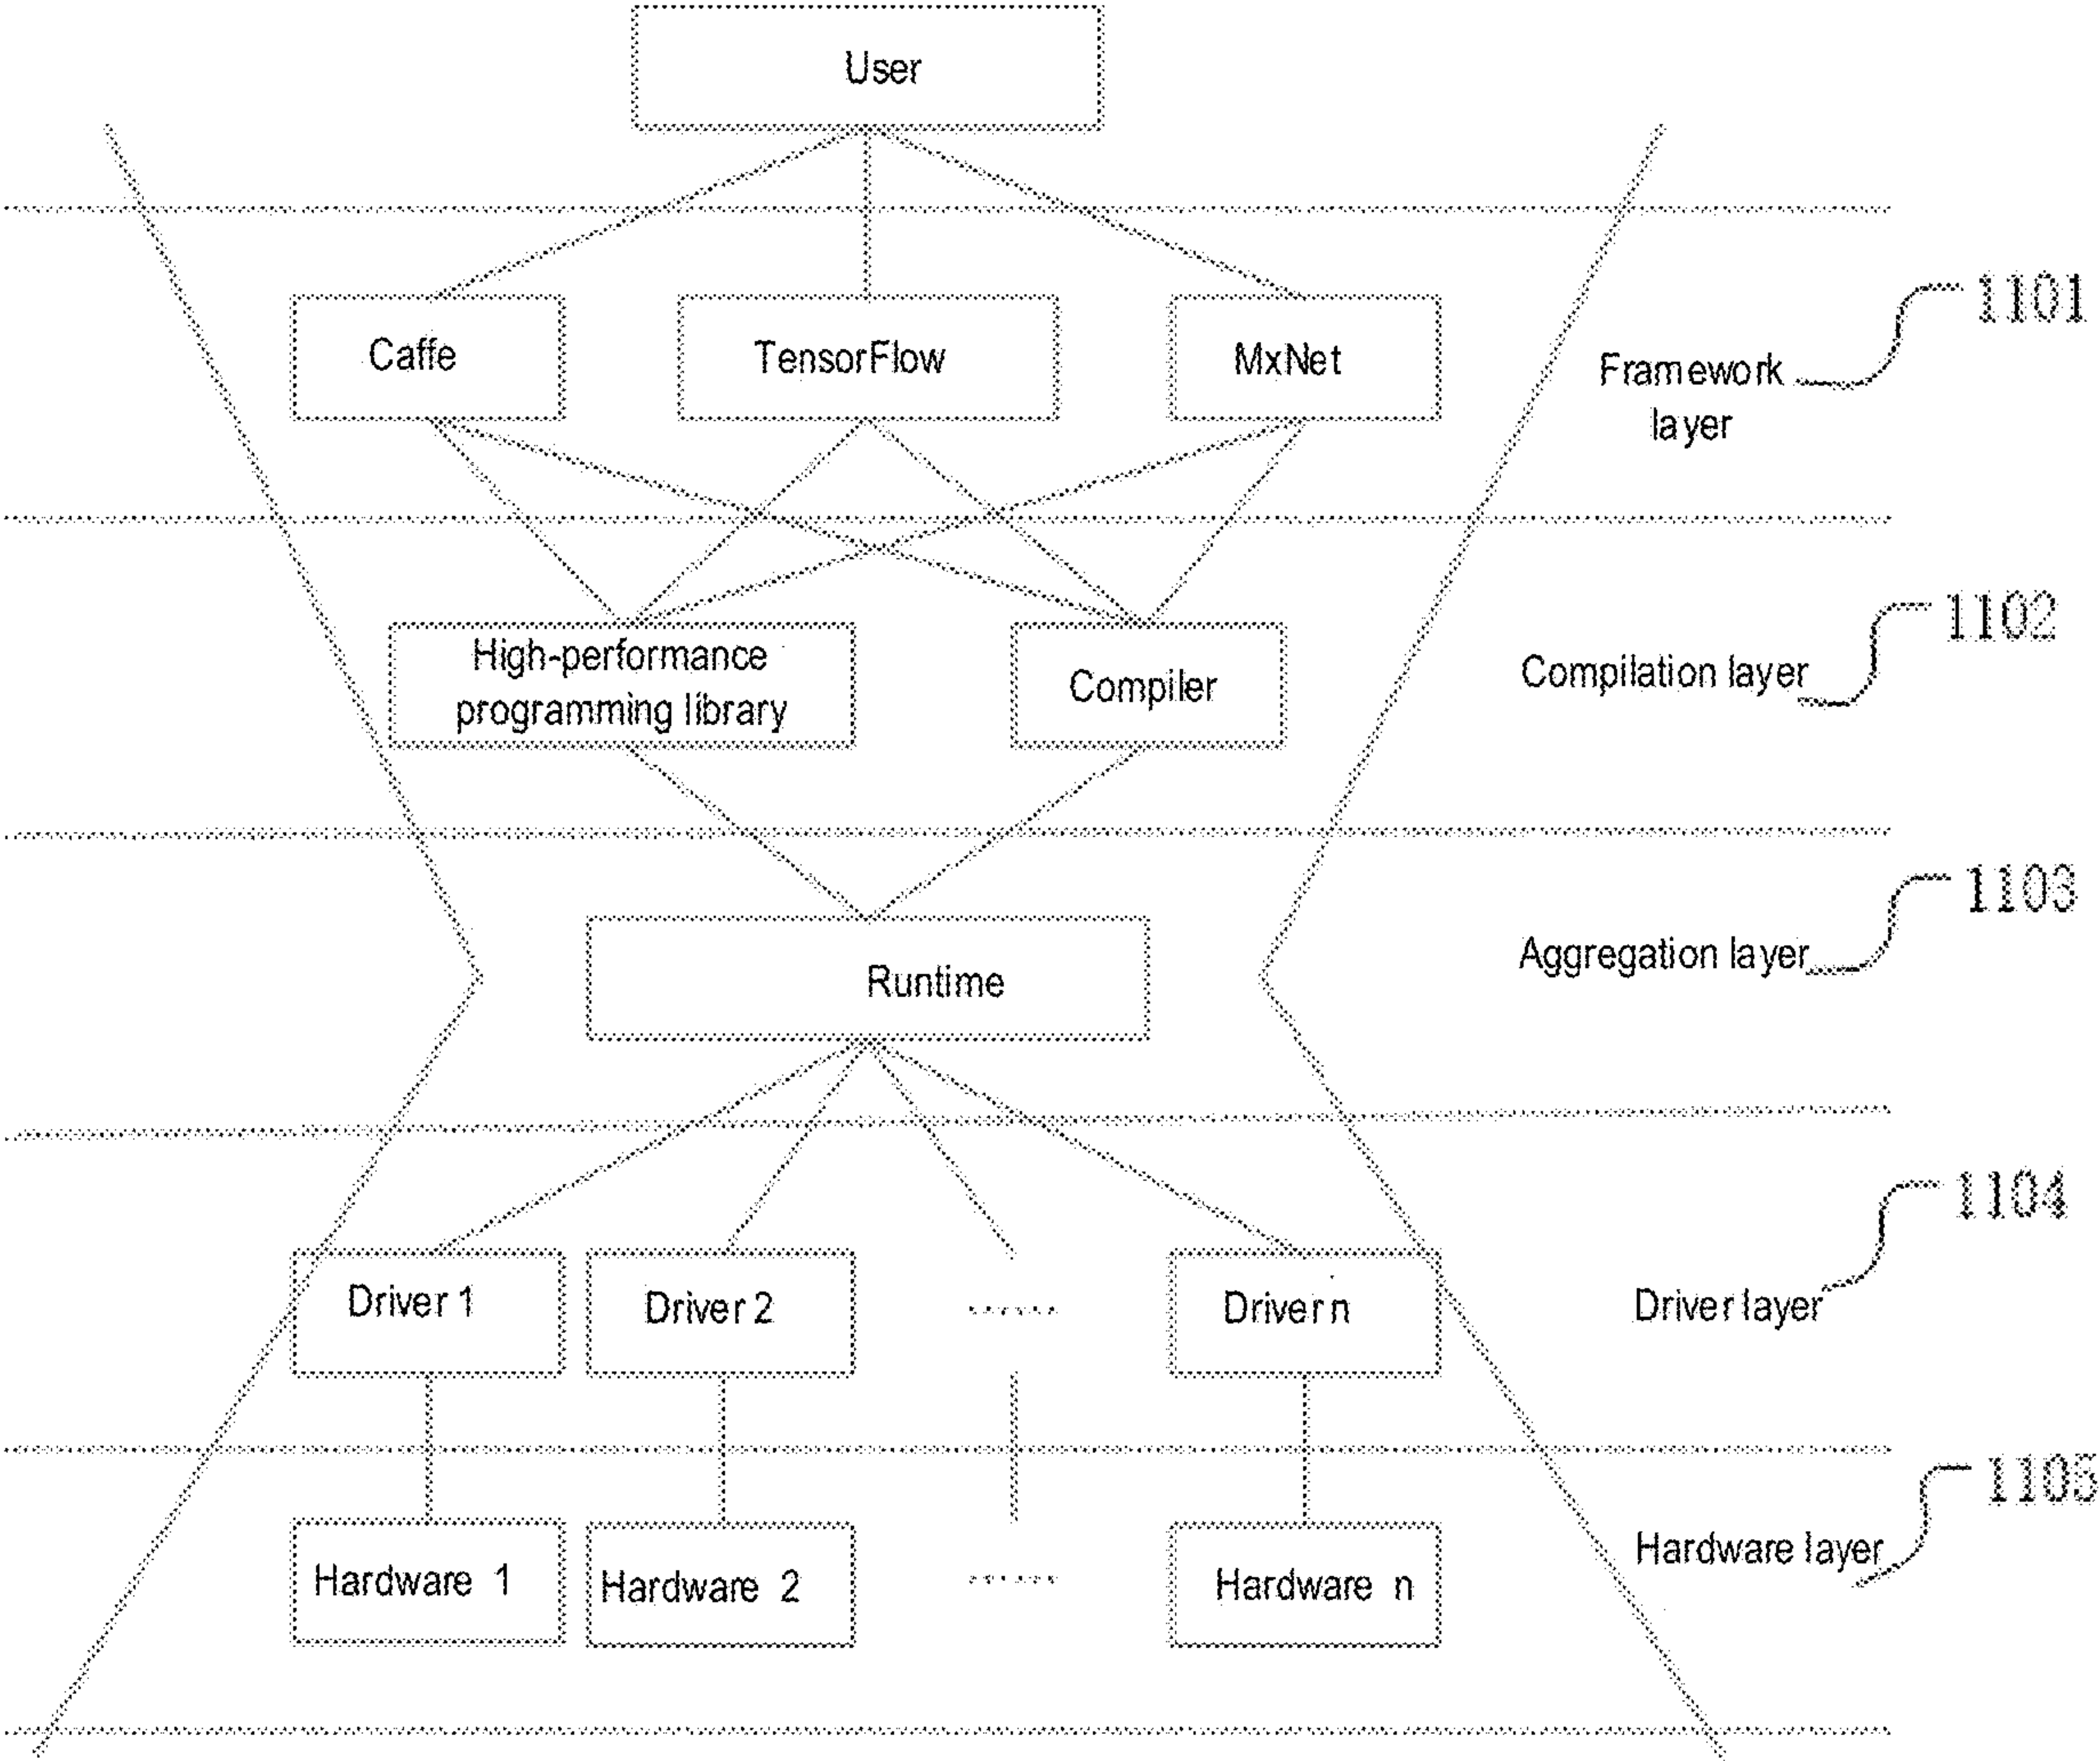 User
Caffe
TensorFlow
MxNet
Framework
layer
1101
High-performance
programming library
Compiler
Compilation layer
1102
Runtime
Aggregation layer
1103
Driver 1
Driver 2
......
Driver n
Driver layer
1104
Hardware 1
Hardware 2
......
Hardware n
Hardware layer
1105